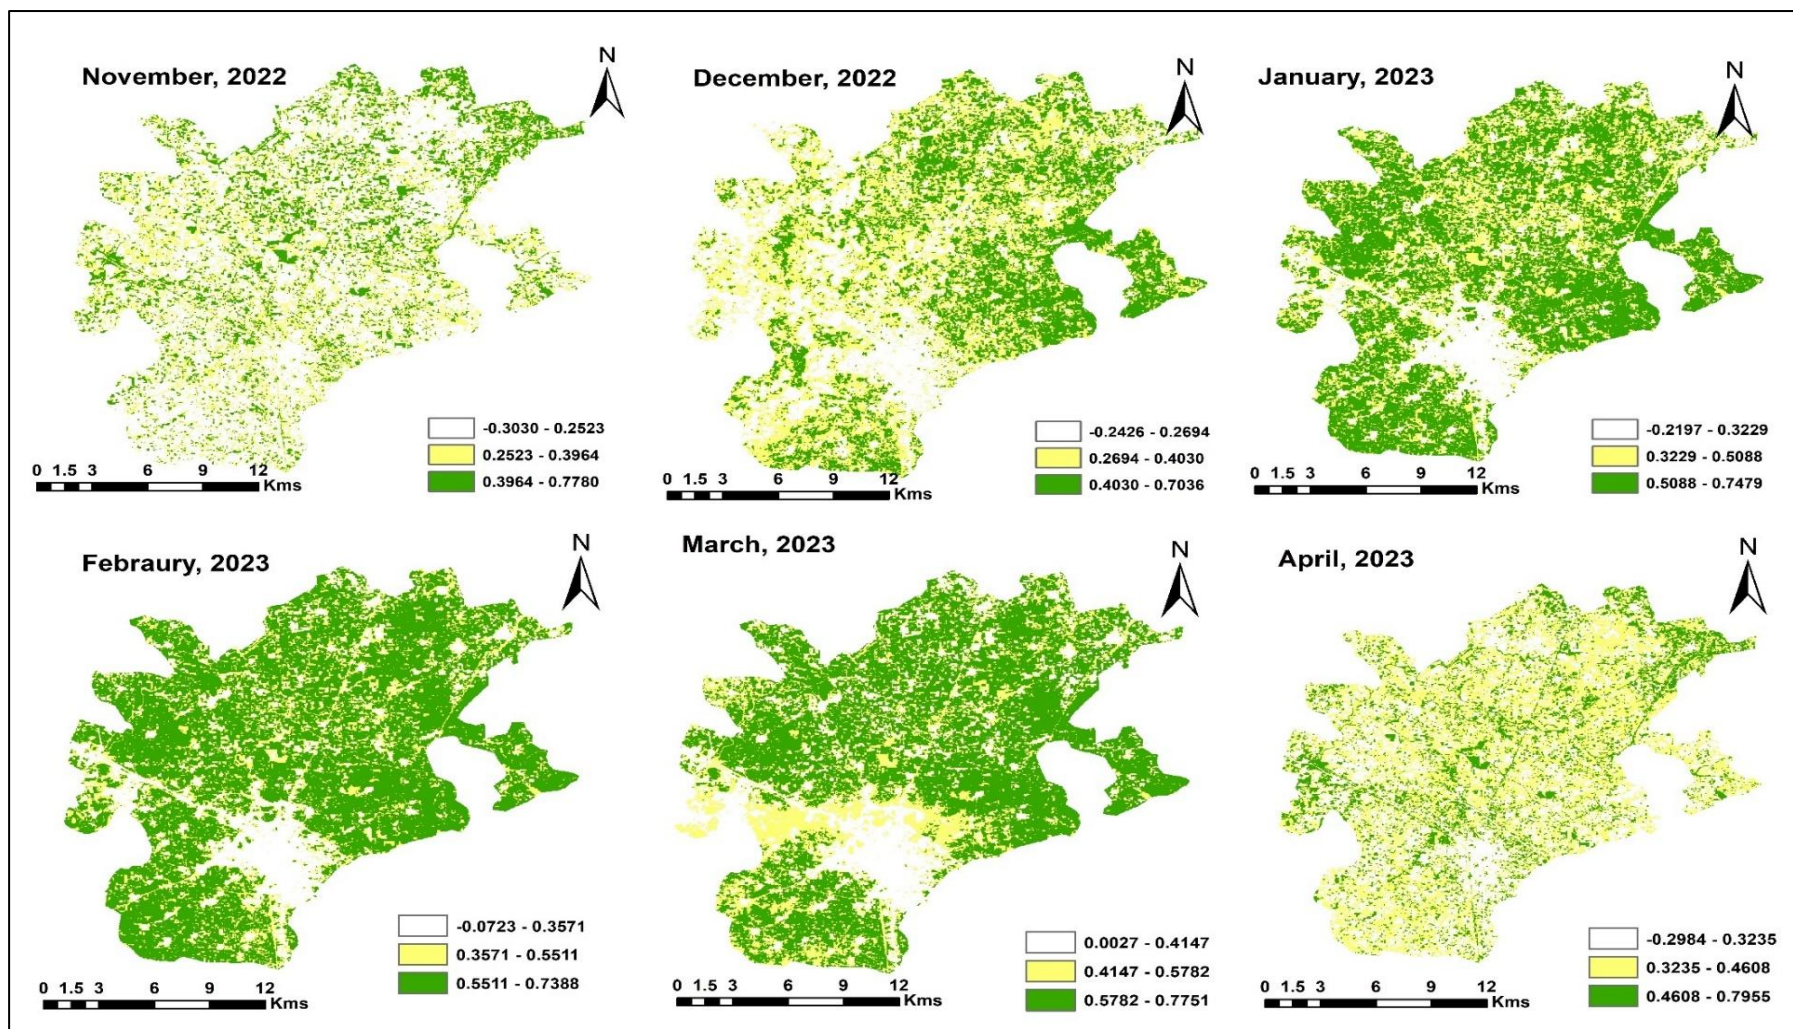 November, 2022
N
-0.3030 - 0.2523
0.2523 - 0.3964
0.3964 - 0.7780
0 1.5 3 6 9 12
Kms
December, 2022
N
-0.2426 - 0.2694
0.2694 - 0.4030
0.4030 - 0.7036
0 1.5 3 6 9 12
Kms
January, 2023
N
-0.2197 - 0.3229
0.3229 - 0.5088
0.5088 - 0.7479
0 1.5 3 6 9 12
Kms
Febraury, 2023
N
-0.0723 - 0.3571
0.3571 - 0.5511
0.5511 - 0.7388
0 1.5 3 6 9 12
Kms
March, 2023
N
0.0027 - 0.4147
0.4147 - 0.5782
0.5782 - 0.7751
0 1.5 3 6 9 12
Kms
April, 2023
N
-0.2984 - 0.3235
0.3235 - 0.4608
0.4608 - 0.7955
0 1.5 3 6 9 12
Kms